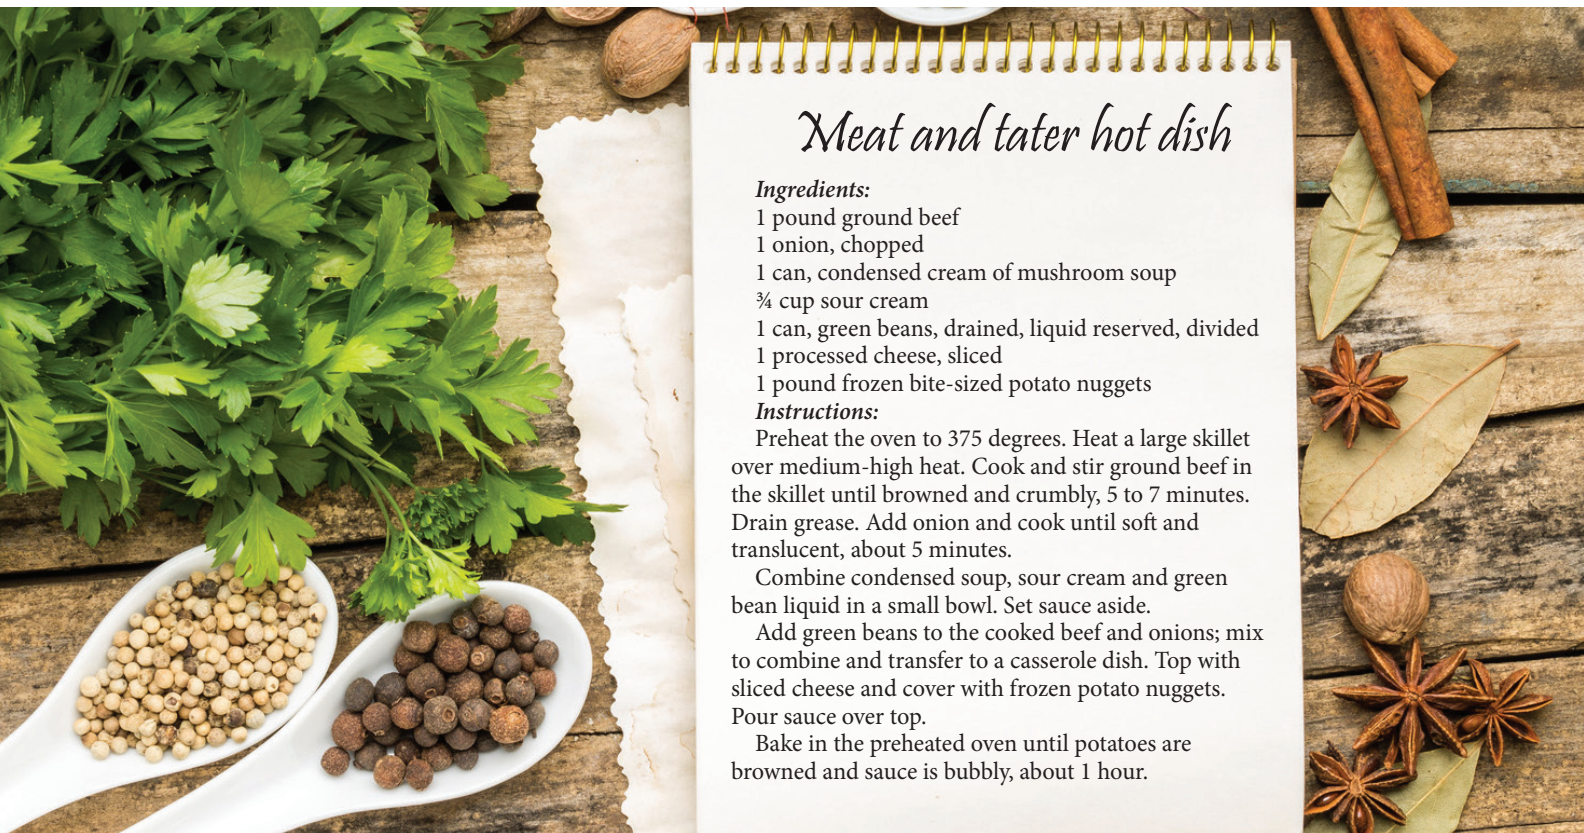 Meat and tater hot dish
Ingredients:
1 pound ground beef
1 onion, chopped
1 can, condensed cream of mushroom soup
¾ cup sour cream
1 can, green beans, drained, liquid reserved, divided
1 processed cheese, sliced
1 pound frozen bite-sized potato nuggets
Instructions:
Preheat the oven to 375 degrees. Heat a large skillet
over medium-high heat. Cook and stir ground beef in
the skillet until browned and crumbly, 5 to 7 minutes.
Drain grease. Add onion and cook until soft and
translucent, about 5 minutes.
Combine condensed soup, sour cream and green
bean liquid in a small bowl. Set sauce aside.
Add green beans to the cooked beef and onions; mix
to combine and transfer to a casserole dish. Top with
sliced cheese and cover with frozen potato nuggets.
Pour sauce over top.
Bake in the preheated oven until potatoes are
browned and sauce is bubbly, about 1 hour.